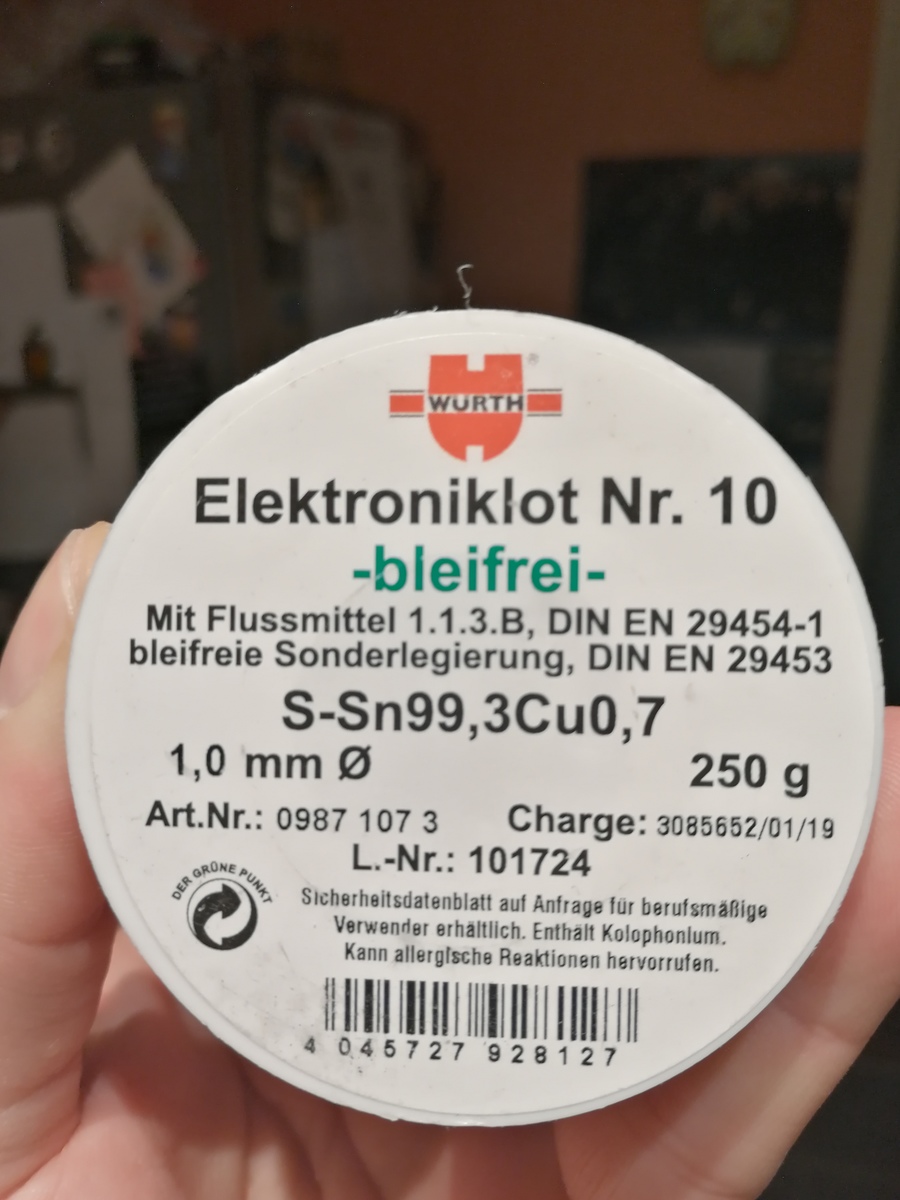 WÜRTH
®
Elektroniklot Nr. 10
-bleifrei-
Mit Flussmittel 1.1.3.B, DIN EN 29454-1
bleifreie Sonderlegierung, DIN EN 29453
S-Sn99,3Cu0,7
1,0 mm Ø 250 g
Art.Nr.: 0987 107 3 Charge: 3085652/01/19
L.-Nr.: 101724
DER GRÜNE PUNKT
Sicherheitsdatenblatt auf Anfrage für berufsmäßige
Verwender erhältlich. Enthält Kolophonium.
Kann allergische Reaktionen hervorrufen.
4 045727 928127